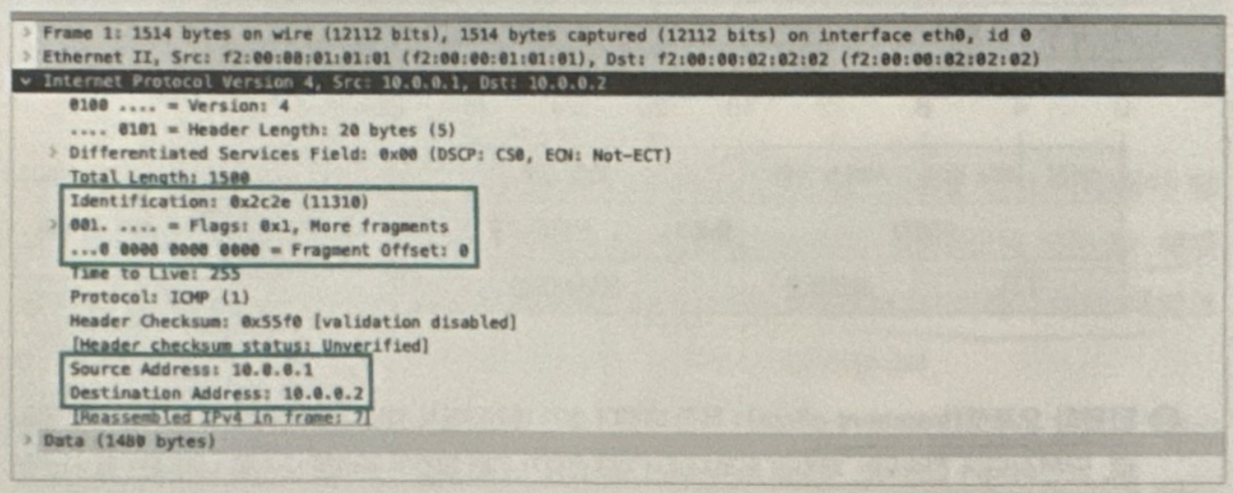 Frame 1: 1514 bytes on wire (12112 bits), 1514 bytes captured (12112 bits) on interface eth0, id 0
Ethernet II, Src: f2:00:00:01:01:01 (f2:00:00:01:01:01), Dst: f2:00:00:02:02:02 (f2:00:00:02:02:02)
Internet Protocol Version 4, Src: 10.0.0.1, Dst: 10.0.0.2
0100 .... = Version: 4
.... 0101 = Header Length: 20 bytes (5)
Differentiated Services Field: 0x00 (DSCP: CS0, ECN: Not-ECT)
Total Length: 1500
Identification: 0x2c2e (11310)
001. .... = Flags: 0x1, More fragments
...0 0000 0000 0000 = Fragment Offset: 0
Time to Live: 255
Protocol: ICMP (1)
Header Checksum: 0x55f0 [validation disabled]
[Header checksum status: Unverified]
Source Address: 10.0.0.1
Destination Address: 10.0.0.2
[Reassembled IPv4 in frame: 7]
Data (1480 bytes)